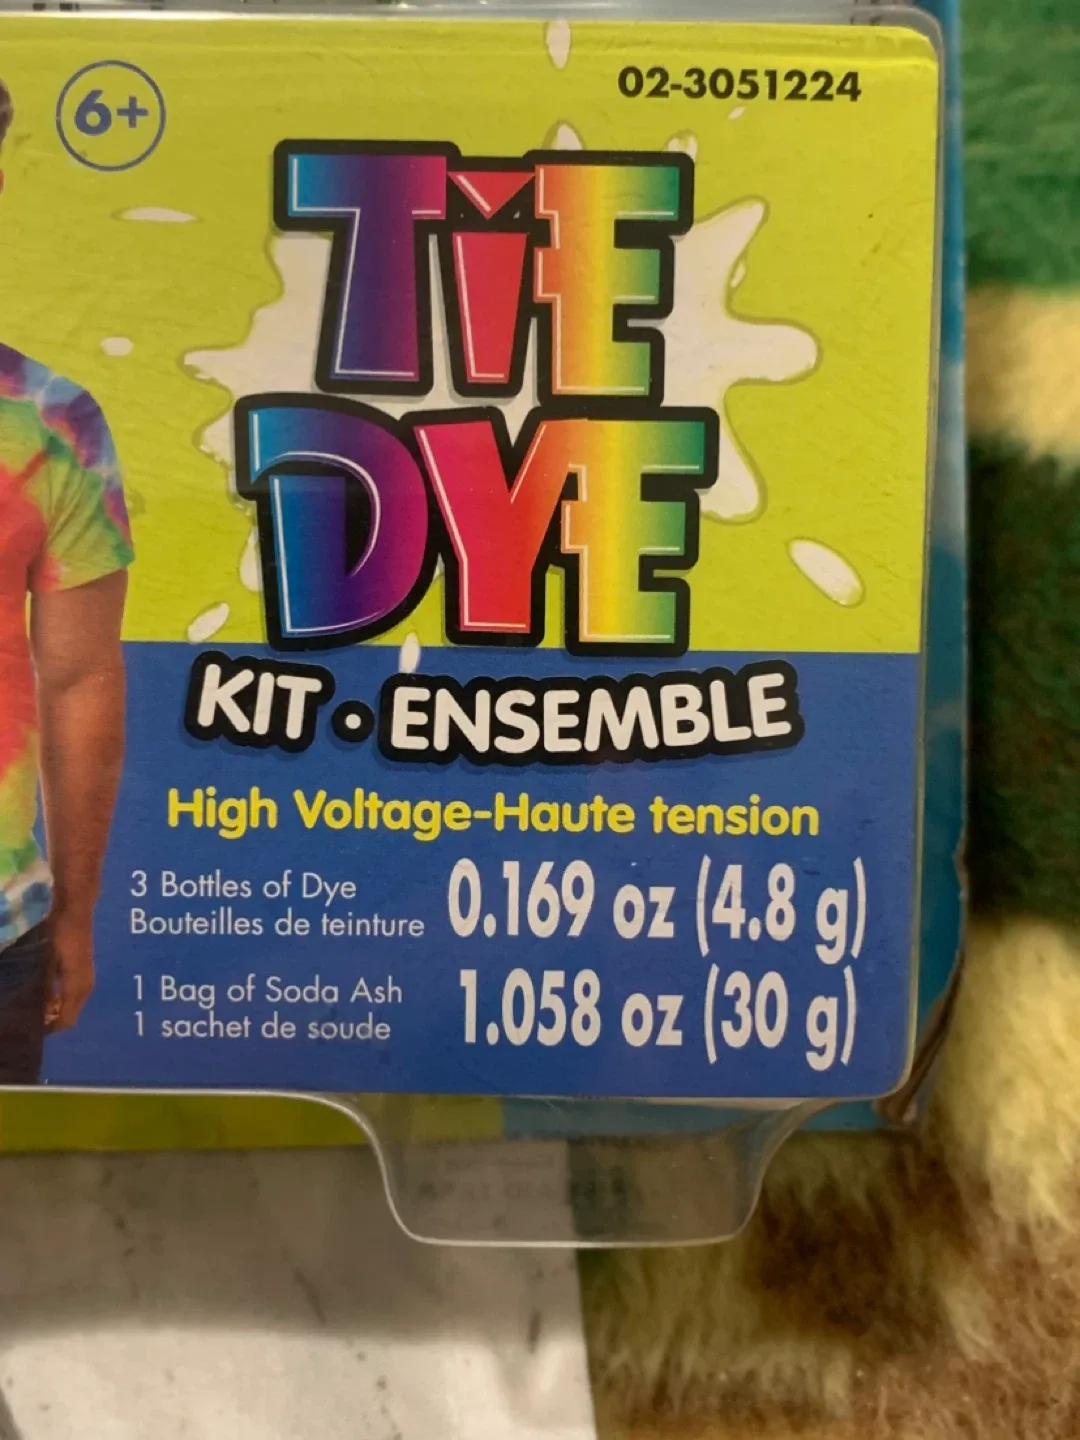 6+
02-3051224
TiE
DYE
KIT • ENSEMBLE
High Voltage-Haute tension
3 Bottles of Dye
Bouteilles de teinture
0.169 oz (4.8 g)
1 Bag of Soda Ash
1 sachet de soude
1.058 oz (30 g)